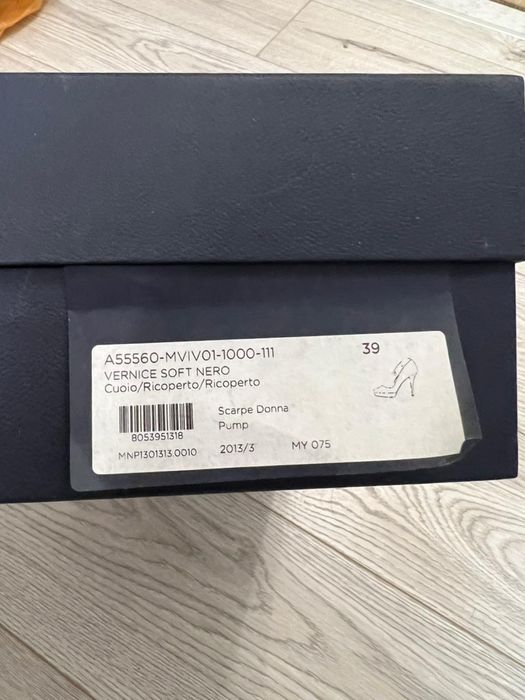 A55560-MVIV01-1000-111 39
VERNICE SOFT NERO
Cuoio/Ricoperto/Ricoperto
Scarpe Donna
8053951318 Pump
MNP1301313.0010 2013/3 MY 075